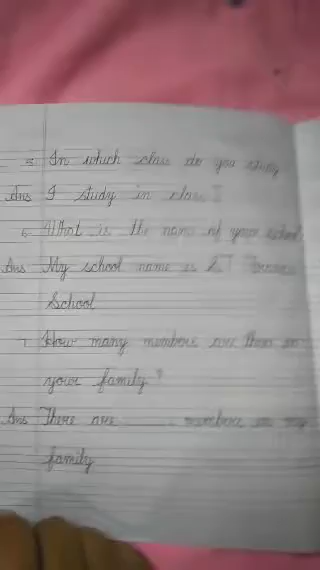 5. In which class do you study
Ans I study in class I
6. What is the name of your school
Ans My school name is ST
School
7. How many members are there in
your family?
Ans There are ........ members in my
family